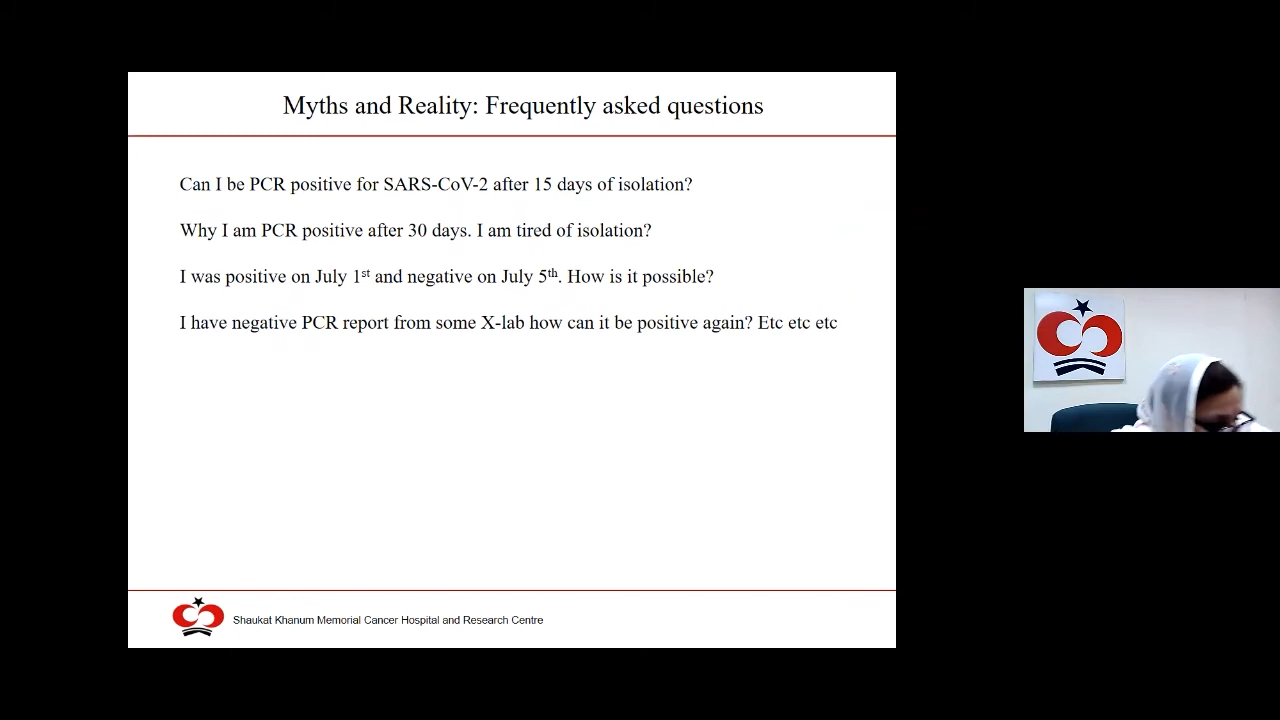 Myths and Reality: Frequently asked questions
Can I be PCR positive for SARS-CoV-2 after 15 days of isolation?
Why I am PCR positive after 30 days. I am tired of isolation?
I was positive on July 1st and negative on July 5th. How is it possible?
I have negative PCR report from some X-lab how can it be positive again? Etc etc etc
Shaukat Khanum Memorial Cancer Hospital and Research Centre